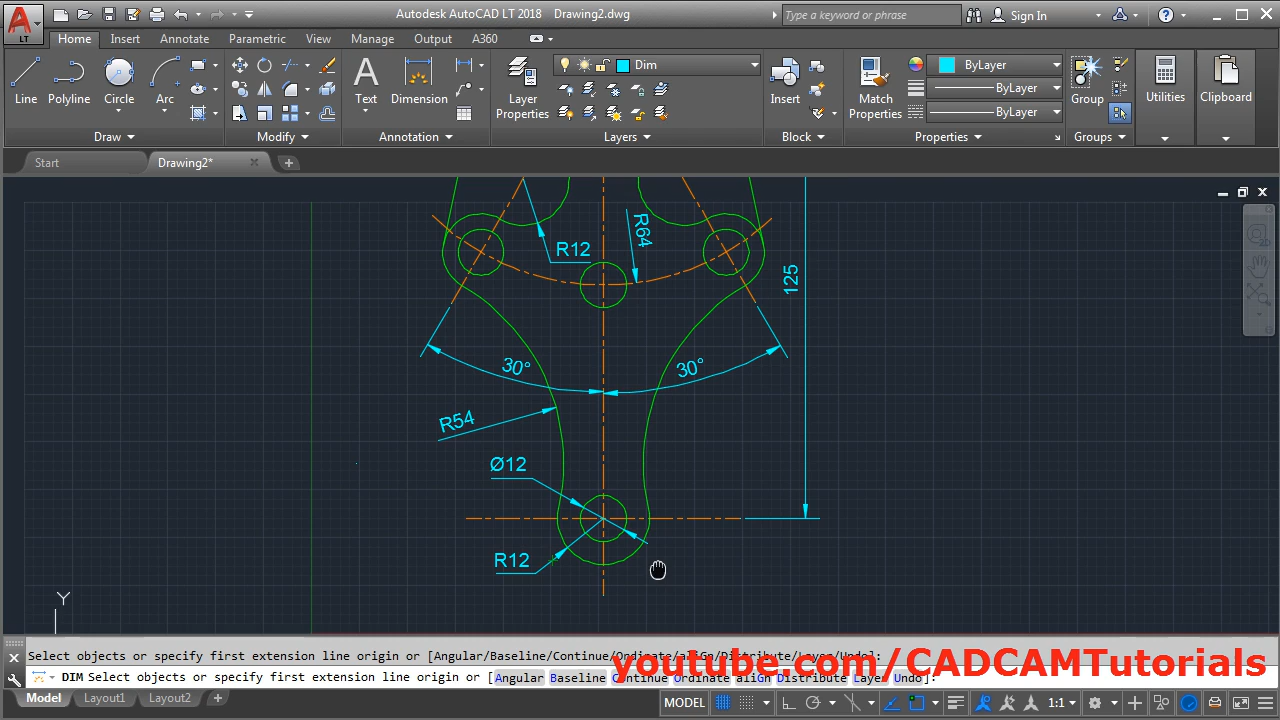 Autodesk AutoCAD LT 2018 Drawing2.dwg
Type a keyword or phrase
Sign In
LT
Home Insert Annotate Parametric View Manage Output A360
Line Polyline Circle Arc
Text Dimension
Layer Properties
Dim
Insert
Match Properties
ByLayer
ByLayer
ByLayer
Group
Utilities
Clipboard
Draw Modify Annotation Layers Block Properties Groups
Start Drawing2*
R12
R64
125
30°
30°
R54
Ø12
R12
Y
Select objects or specify first extension line origin or [Angular/Baseline/Continue/Ordinate/aliGn/Distribute/Layer/Undo]:
DIM Select objects or specify first extension line origin or [Angular Baseline Continue Ordinate aliGn Distribute Layer Undo]:
youtube.com/CADCAMTutorials
Model Layout1 Layout2
MODEL
1:1